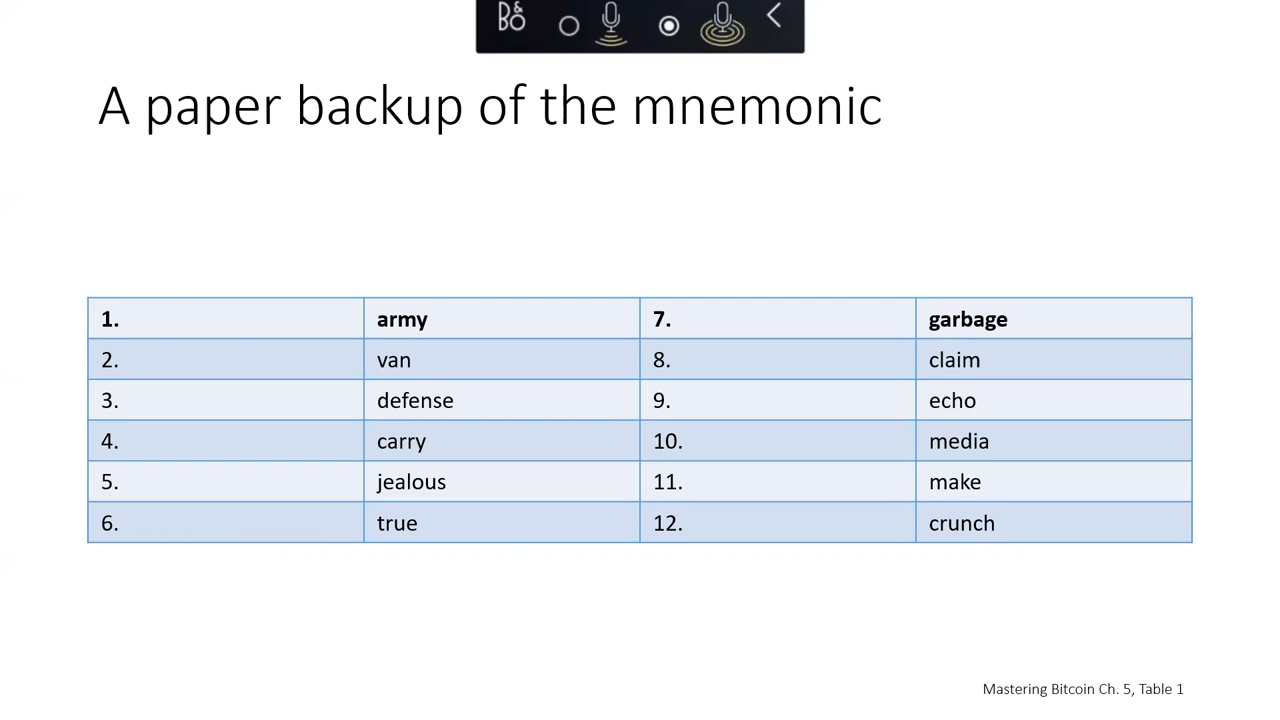 B&O
A paper backup of the mnemonic
1. army 7. garbage
2. van 8. claim
3. defense 9. echo
4. carry 10. media
5. jealous 11. make
6. true 12. crunch
Mastering Bitcoin Ch. 5, Table 1